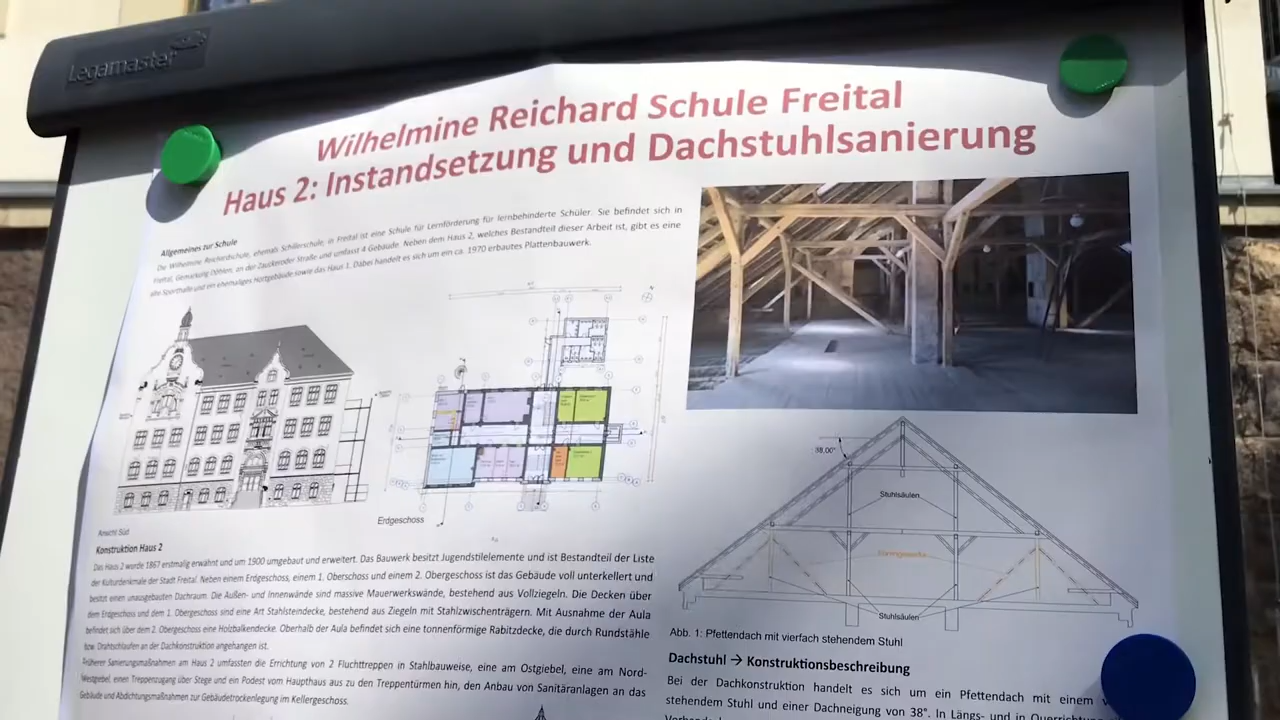 Legamaster
Wilhelmine Reichard Schule Freital
Haus 2: Instandsetzung und Dachstuhlsanierung
Allgemeines zur Schule
Die Wilhelmine Reichardschule, ehemals Schillerschule, in Freital ist eine Schule für Lernförderung für lernbehinderte Schüler. Sie befindet sich in
Freital, Gemarkung Döhlen, an der Zauckeroder Straße und umfasst 4 Gebäude. Neben dem Haus 2, welches Bestandteil dieser Arbeit ist, gibt es eine
alte Sporthalle und ein ehemaliges Hortgebäude sowie das Haus 1. Dabei handelt es sich um ein ca. 1970 erbautes Plattenbauwerk.
Ansicht Süd
Erdgeschoss
Konstruktion Haus 2
Das Haus 2 wurde 1867 erstmalig erwähnt und um 1900 umgebaut und erweitert. Das Bauwerk besitzt Jugendstilelemente und ist Bestandteil der Liste
der Kulturdenkmale der Stadt Freital. Neben einem Erdgeschoss, einem 1. Oberschoss und einem 2. Obergeschoss ist das Gebäude voll unterkellert und
besitzt einen unausgebauten Dachraum. Die Außen- und Innenwände sind massive Mauerwerkswände, bestehend aus Vollziegeln. Die Decken über
dem Erdgeschoss und dem 1. Obergeschoss sind eine Art Stahlsteindecke, bestehend aus Ziegeln mit Stahlzwischenträgern. Mit Ausnahme der Aula
befindet sich über dem 2. Obergeschoss eine Holzbalkendecke. Oberhalb der Aula befindet sich eine tonnenförmige Rabitzdecke, die durch Rundstähle
bzw. Drahtschlaufen an der Dachkonstruktion angehangen ist.
Früherer Sanierungsmaßnahmen am Haus 2 umfassten die Errichtung von 2 Fluchttreppen in Stahlbauweise, eine am Ostgiebel, eine am Nord-
Westgiebel, einen Treppenzugang über Stege und ein Podest vom Haupthaus aus zu den Treppentürmen hin, den Anbau von Sanitäranlagen an das
Gebäude und Abdichtungsmaßnahmen zur Gebäudetrockenlegung im Kellergeschoss.
38,00°
Stuhlsäulen
Stuhlsäulen
Abb. 1: Pfettendach mit vierfach stehendem Stuhl
Dachstuhl → Konstruktionsbeschreibung
Bei der Dachkonstruktion handelt es sich um ein Pfettendach mit einem
stehendem Stuhl und einer Dachneigung von 38°. In Längs- und in